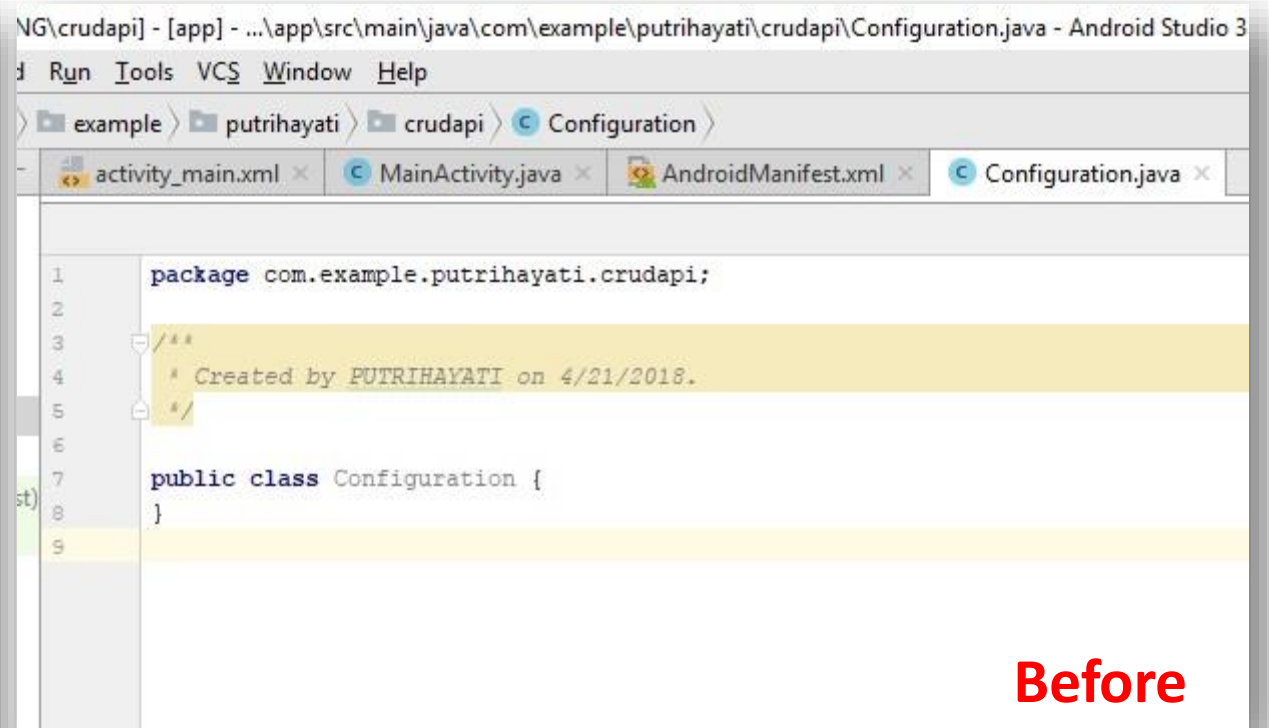 NG\crudapi] - [app] - ...\app\src\main\java\com\example\putrihayati\crudapi\Configuration.java - Android Studio 3
Run Tools VCS Window Help
example putrihayati crudapi C Configuration
activity_main.xml C MainActivity.java AndroidManifest.xml C Configuration.java
1 package com.example.putrihayati.crudapi;
2
3 /**
4 * Created by PUTRIHAYATI on 4/21/2018.
5 */
6
7 public class Configuration {
st)
8 }
9
Before